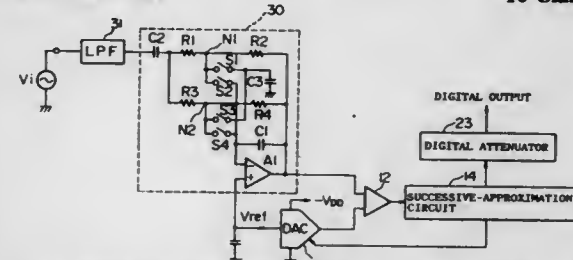 31
30
LPF
C2
R1
N1
R2
S1
C3
S2
Vi
R3
S3
R4
N2
S4
C1
A1
DIGITAL OUTPUT
23
DIGITAL ATTENUATOR
12
14
SUCCESSIVE-APPROXIMATION
CIRCUIT
-VDD
Vref
DAC